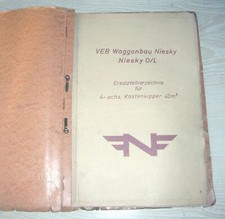 VEB Waggonbau Niesky
Niesky O/L
Ersatzteilverzeichnis
für
4-achs. Kastenkipper 40m³